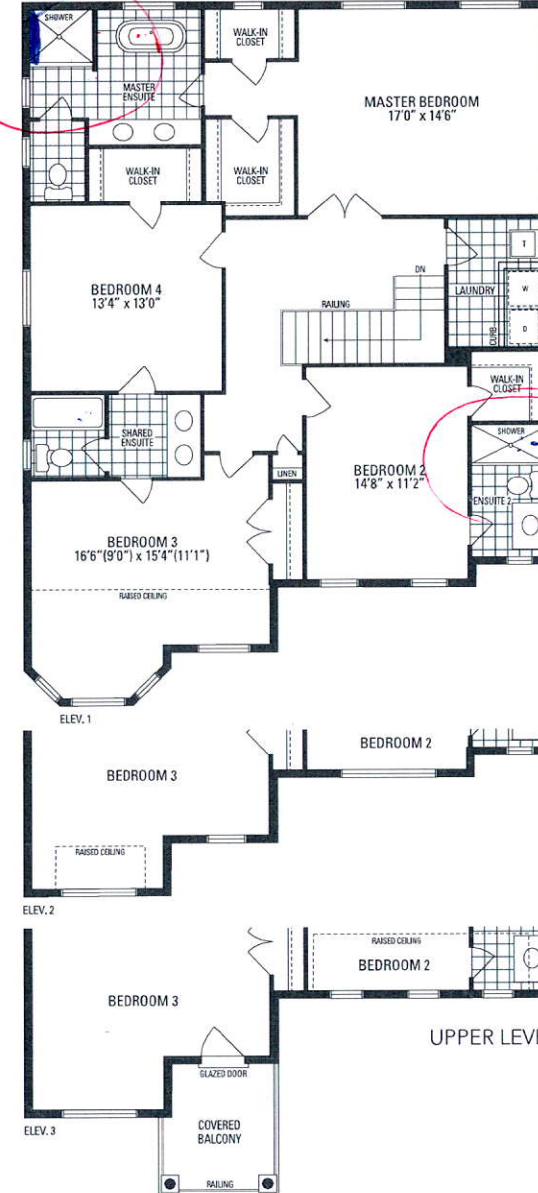 SHOWER
MASTER
ENSUITE
WALK-IN
CLOSET
MASTER BEDROOM
17'0" x 14'6"
WALK-IN
CLOSET
WALK-IN
CLOSET
BEDROOM 4
13'4" x 13'0"
DN
RAILING
LAUNDRY
T
W
D
CURB
WALK-IN
CLOSET
SHOWER
SHARED
ENSUITE
LINEN
BEDROOM 2
14'8" x 11'2"
ENSUITE 2
BEDROOM 3
16'6"(9'0") x 15'4"(11'1")
RAISED CEILING
ELEV. 1
BEDROOM 2
BEDROOM 3
RAISED CEILING
ELEV. 2
RAISED CEILING
BEDROOM 2
BEDROOM 3
UPPER LEVE
GLAZED DOOR
ELEV. 3
COVERED
BALCONY
RAILING